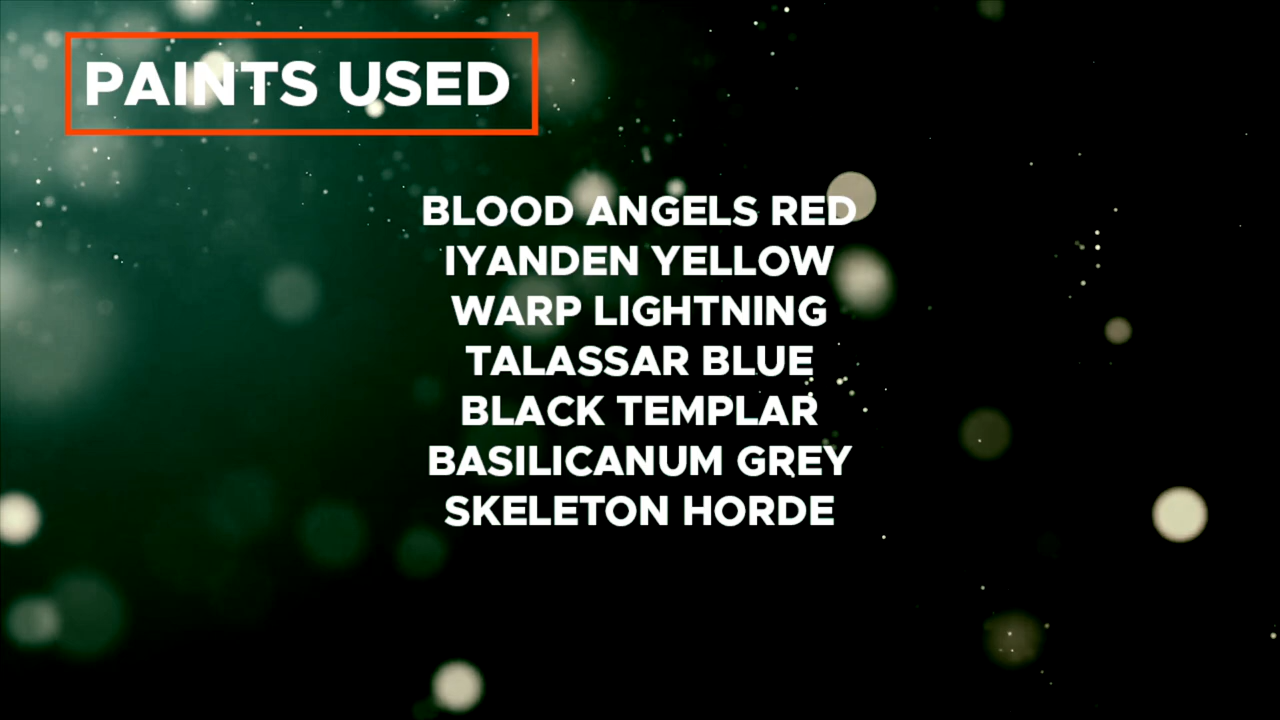 PAINTS USED
BLOOD ANGELS RED
IYANDEN YELLOW
WARP LIGHTNING
TALASSAR BLUE
BLACK TEMPLAR
BASILICANUM GREY
SKELETON HORDE